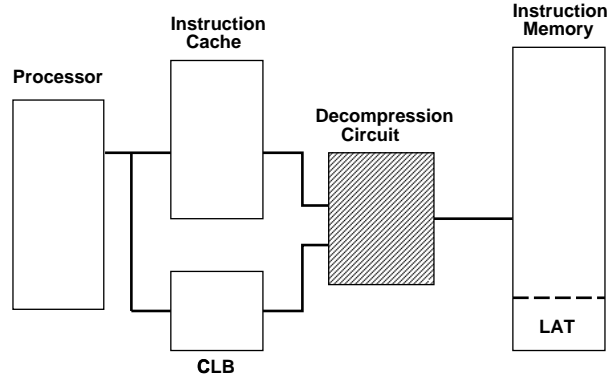 Instruction
Memory
Instruction
Cache
Processor
Decompression
Circuit
LAT
CLB